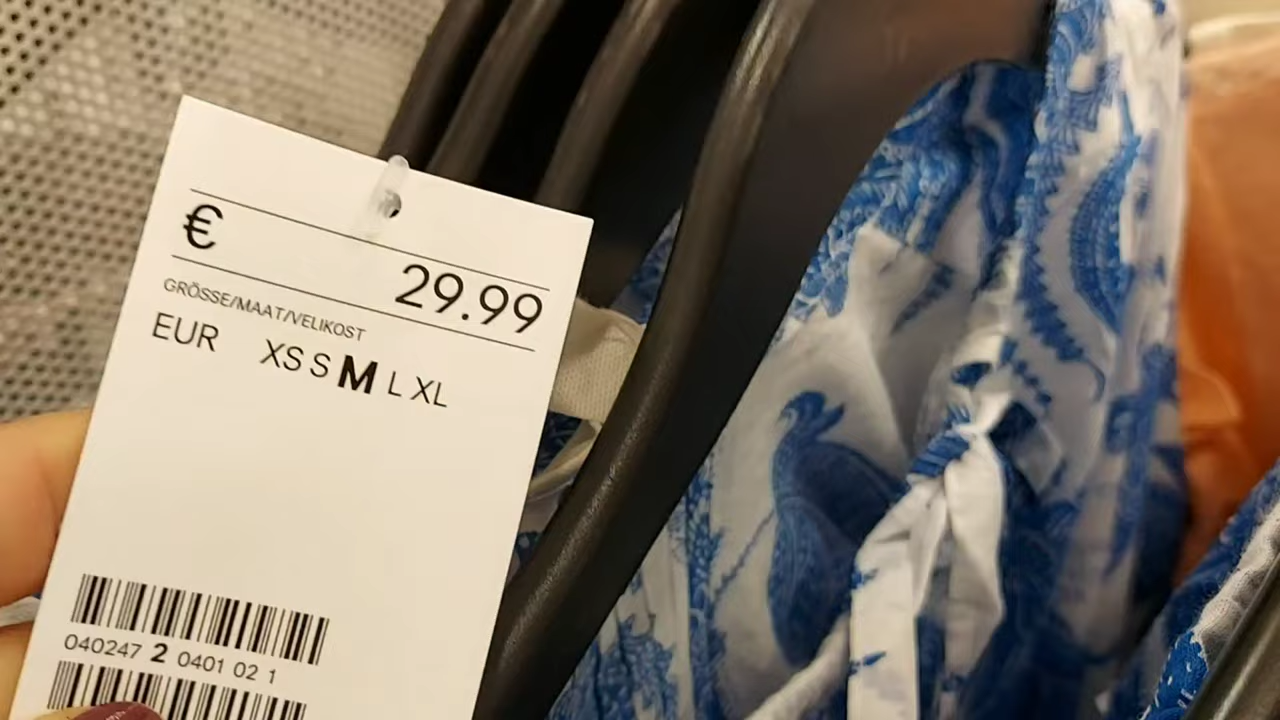 €
29.99
GRÖSSE/MAAT/VELIKOST
EUR XS S M L XL
040247 2 0401 02 1